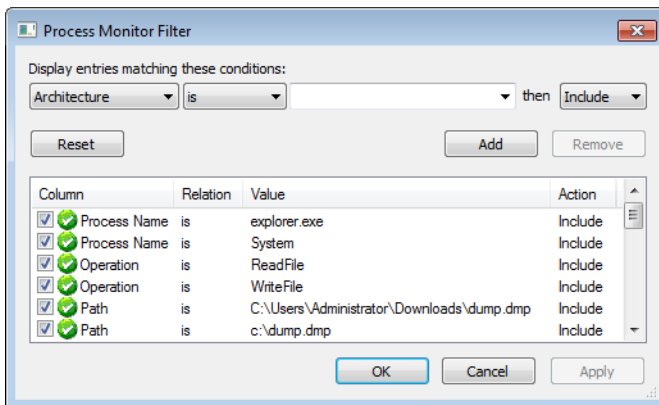 Process Monitor Filter
Display entries matching these conditions:
Architecture is then Include
Reset Add Remove
Column Relation Value Action
Process Name is explorer.exe Include
Process Name is System Include
Operation is ReadFile Include
Operation is WriteFile Include
Path is C:\Users\Administrator\Downloads\dump.dmp Include
Path is c:\dump.dmp Include
OK Cancel Apply